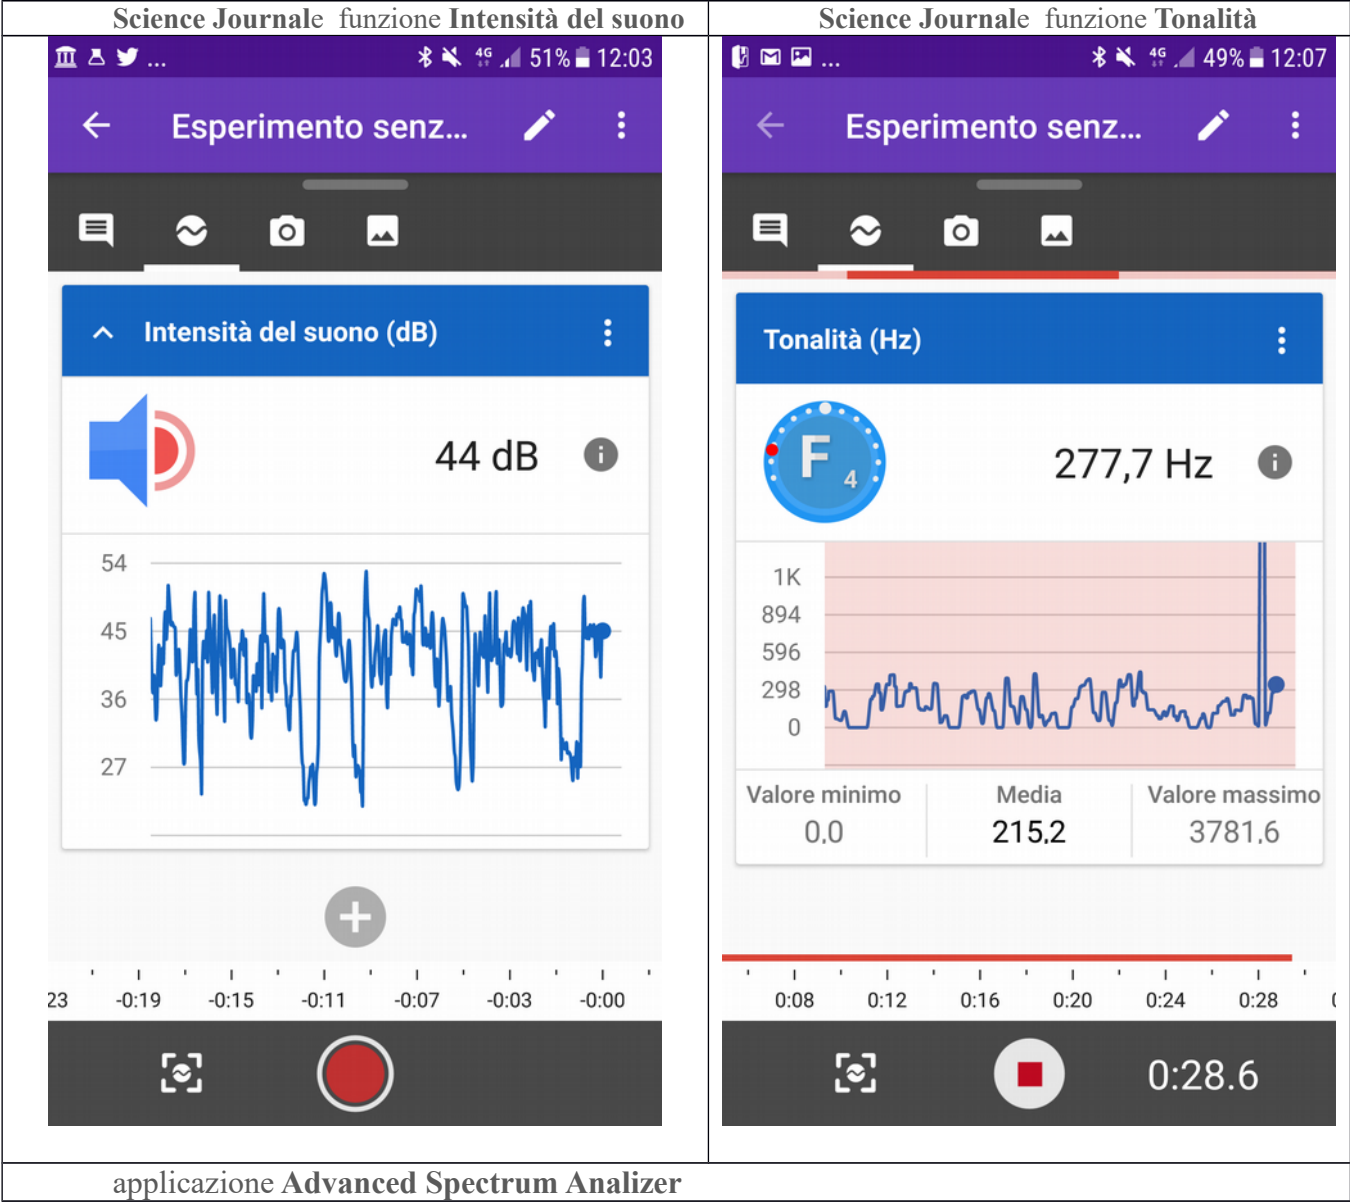 Science Journale funzione Intensità del suono
Science Journale funzione Tonalità
... 4G 51% 12:03
Esperimento senz...
Intensità del suono (dB)
44 dB
54
45
36
27
23 -0:19 -0:15 -0:11 -0:07 -0:03 -0:00
... 4G 49% 12:07
Esperimento senz...
Tonalità (Hz)
F4 277,7 Hz
1K
894
596
298
0
Valore minimo Media Valore massimo
0,0 215,2 3781,6
0:08 0:12 0:16 0:20 0:24 0:28
0:28.6
applicazione Advanced Spectrum Analizer